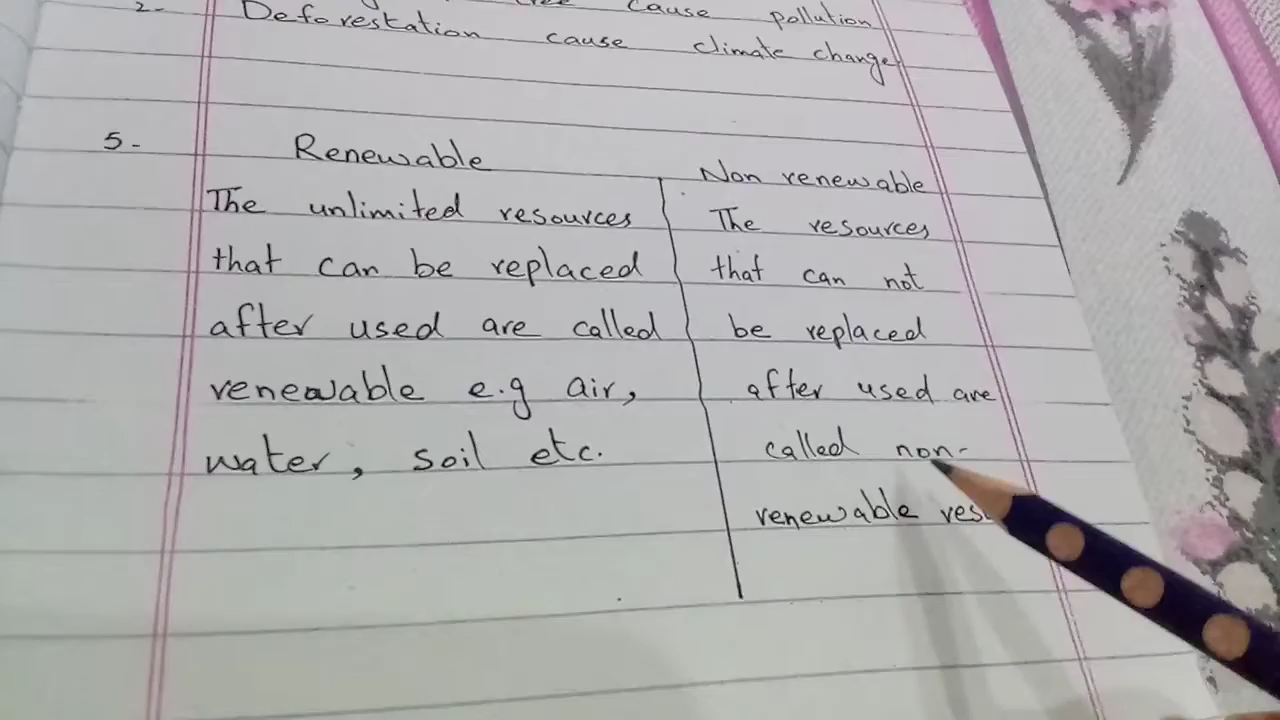 cause pollution
2- Deforestation cause climate change
5-
Renewable
The unlimited resources
that can be replaced
after used are called
renewable e.g air,
water, soil etc.
Non renewable
The resources
that can not
be replaced
after used are
called non-
renewable